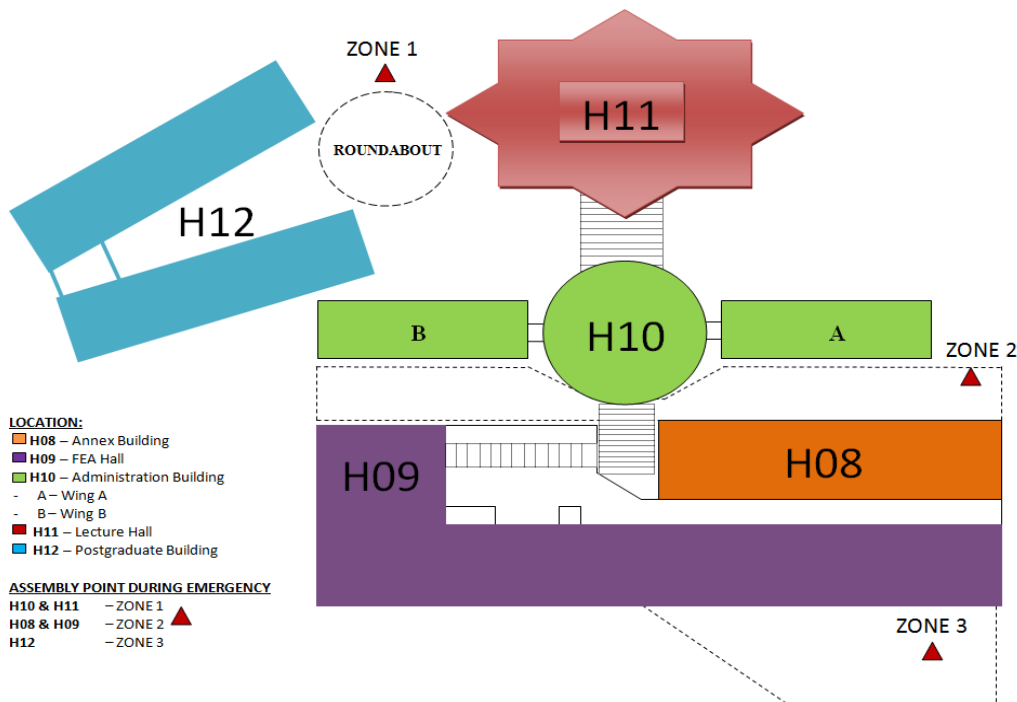 ZONE 1
H11
ROUNDABOUT
H12
B
H10
A
ZONE 2
H09
H08
ZONE 3
LOCATION:
H08 – Annex Building
H09 – FEA Hall
H10 – Administration Building
- A – Wing A
- B – Wing B
H11 – Lecture Hall
H12 – Postgraduate Building
ASSEMBLY POINT DURING EMERGENCY
H10 & H11 – ZONE 1
H08 & H09 – ZONE 2
H12 – ZONE 3